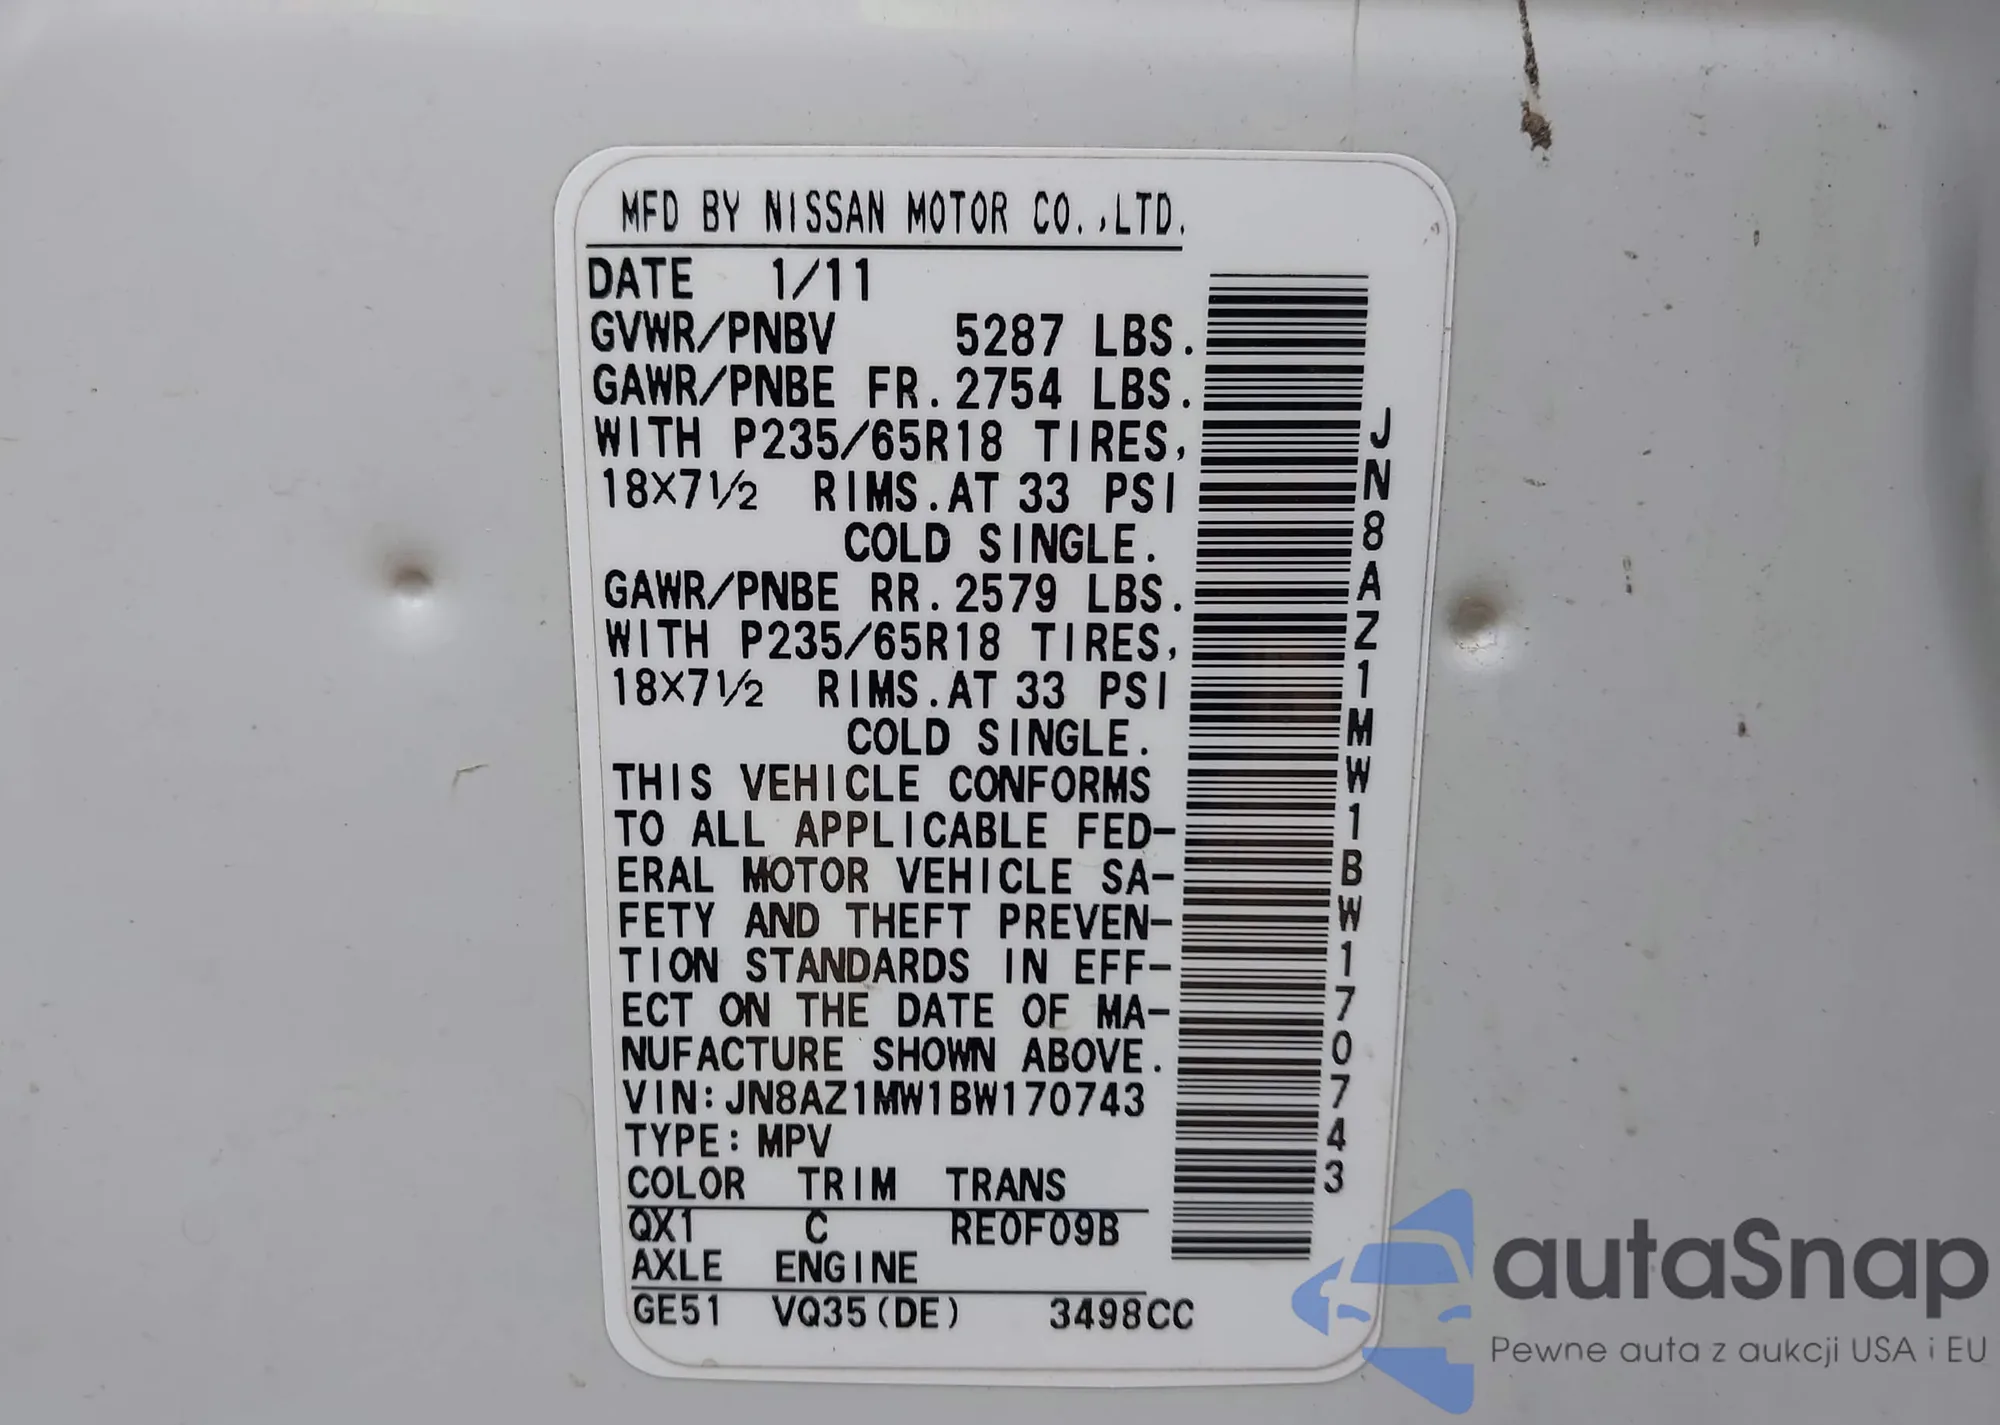 MFD BY NISSAN MOTOR CO.,LTD.
DATE 1/11
GVWR/PNBV 5287 LBS.
GAWR/PNBE FR. 2754 LBS.
WITH P235/65R18 TIRES,
18×7½ RIMS.AT 33 PSI
COLD SINGLE.
GAWR/PNBE RR. 2579 LBS.
WITH P235/65R18 TIRES,
18×7½ RIMS.AT 33 PSI
COLD SINGLE.
THIS VEHICLE CONFORMS
TO ALL APPLICABLE FED-
ERAL MOTOR VEHICLE SA-
FETY AND THEFT PREVEN-
TION STANDARDS IN EFF-
ECT ON THE DATE OF MA-
NUFACTURE SHOWN ABOVE.
VIN:JN8AZ1MW1BW170743
TYPE: MPV
COLOR TRIM TRANS
QX1 C RE0F09B
AXLE ENGINE
GE51 VQ35(DE) 3498CC
JN8AZ1MW1BW170743
autaSnap
Pewne auta z aukcji USA i EU